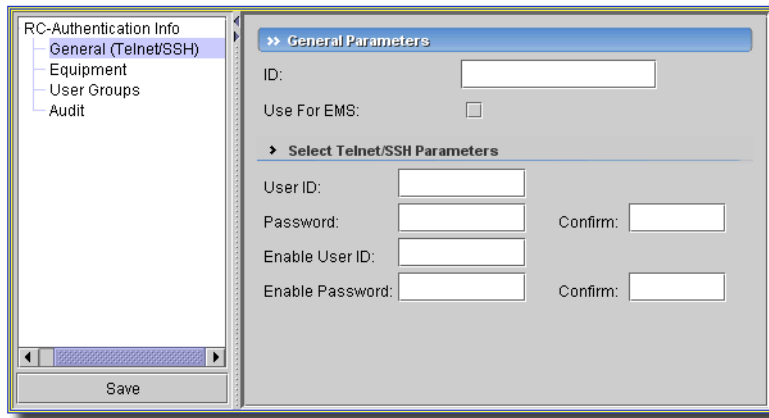 RC-Authentication Info
General (Telnet/SSH)
Equipment
User Groups
Audit
Save
>> General Parameters
ID:
Use For EMS:
> Select Telnet/SSH Parameters
User ID:
Password: Confirm:
Enable User ID:
Enable Password: Confirm: